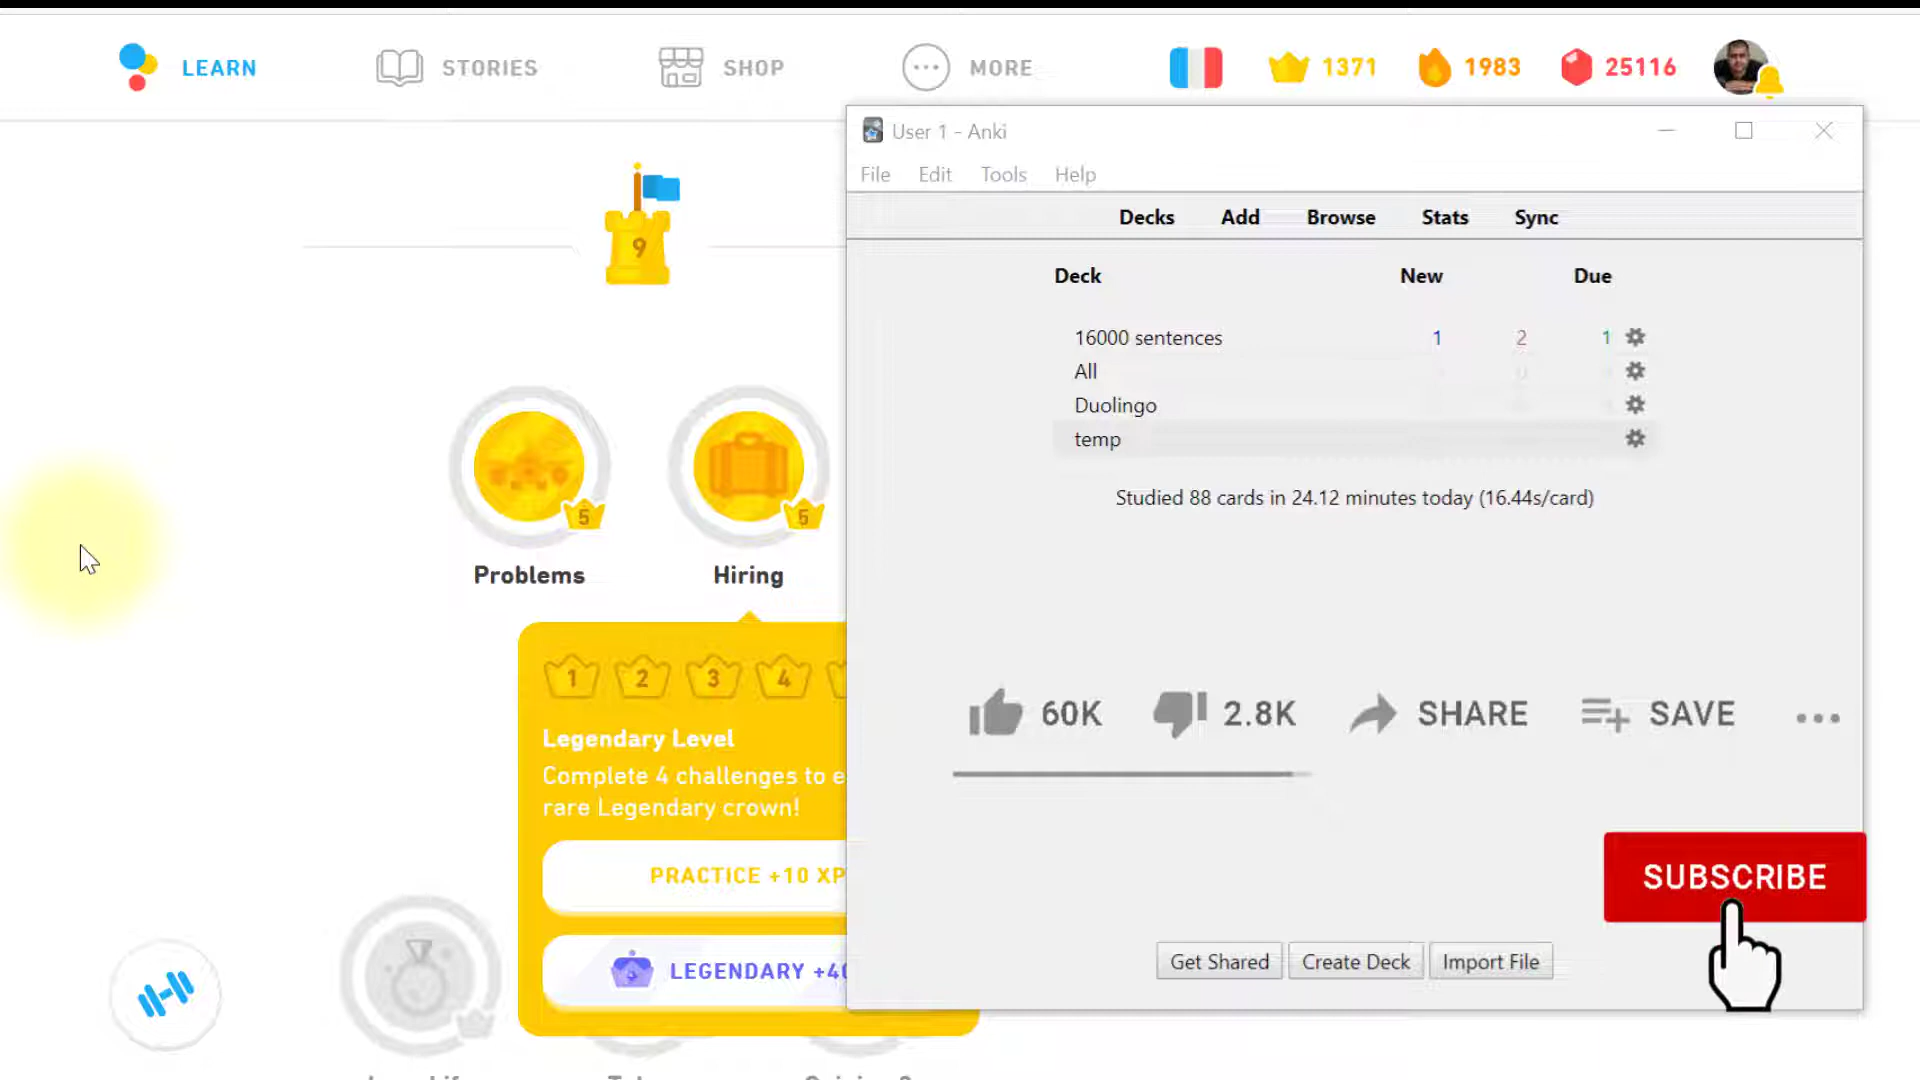 LEARN
STORIES
SHOP
MORE
1371
1983
25116
User 1 - Anki
File Edit Tools Help
Decks Add Browse Stats Sync
Deck New Due
16000 sentences 1 2 1
All
Duolingo
temp
Studied 88 cards in 24.12 minutes today (16.44s/card)
9
5
5
Problems
Hiring
1 2 3 4
Legendary Level
Complete 4 challenges to e
rare Legendary crown!
PRACTICE +10 XP
LEGENDARY +40
60K 2.8K SHARE SAVE
SUBSCRIBE
Get Shared Create Deck Import File